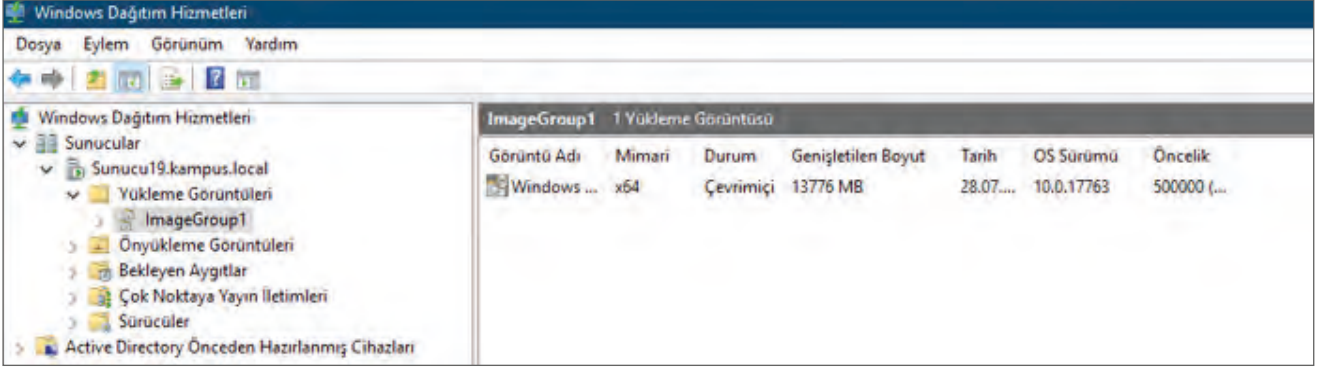 Windows Dağıtım Hizmetleri
Dosya Eylem Görünüm Yardım
Windows Dağıtım Hizmetleri
Sunucular
Sunucu19.kampus.local
Yükleme Görüntüleri
ImageGroup1
Önyükleme Görüntüleri
Bekleyen Aygıtlar
Çok Noktaya Yayın İletimleri
Sürücüler
Active Directory Önceden Hazırlanmış Cihazları
ImageGroup1 1 Yükleme Görüntüsü
Görüntü Adı Mimari Durum Genişletilen Boyut Tarih OS Sürümü Öncelik
Windows ... x64 Çevrimiçi 13776 MB 28.07.... 10.0.17763 500000 (...